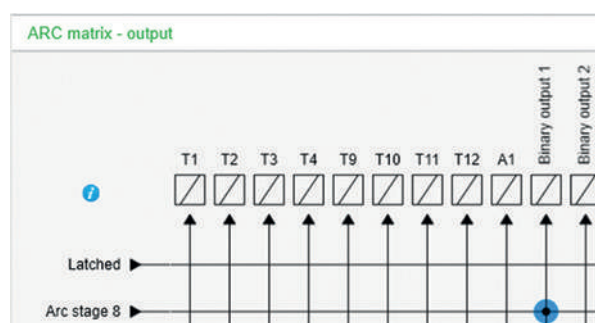 ARC matrix - output
Binary output 1
Binary output 2
T1 T2 T3 T4 T9 T10 T11 T12 A1
i
Latched
Arc stage 8